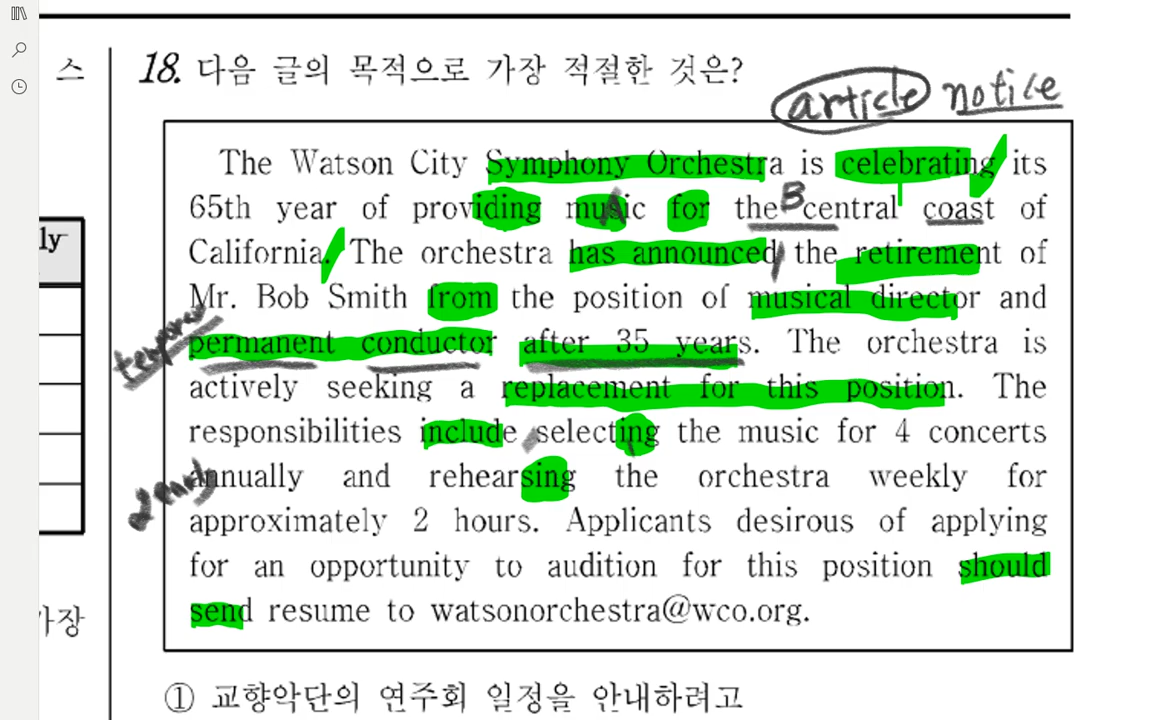 스
18. 다음 글의 목적으로 가장 적절한 것은?
article notice
The Watson City Symphony Orchestra is celebrating its
65th year of providing music for the central coast of
A B
California. The orchestra has announced the retirement of
Mr. Bob Smith from the position of musical director and
permanent conductor after 35 years. The orchestra is
actively seeking a replacement for this position. The
responsibilities include selecting the music for 4 concerts
annually and rehearsing the orchestra weekly for
approximately 2 hours. Applicants desirous of applying
for an opportunity to audition for this position should
send resume to watsonorchestra@wco.org.
ly
가장
① 교향악단의 연주회 일정을 안내하려고